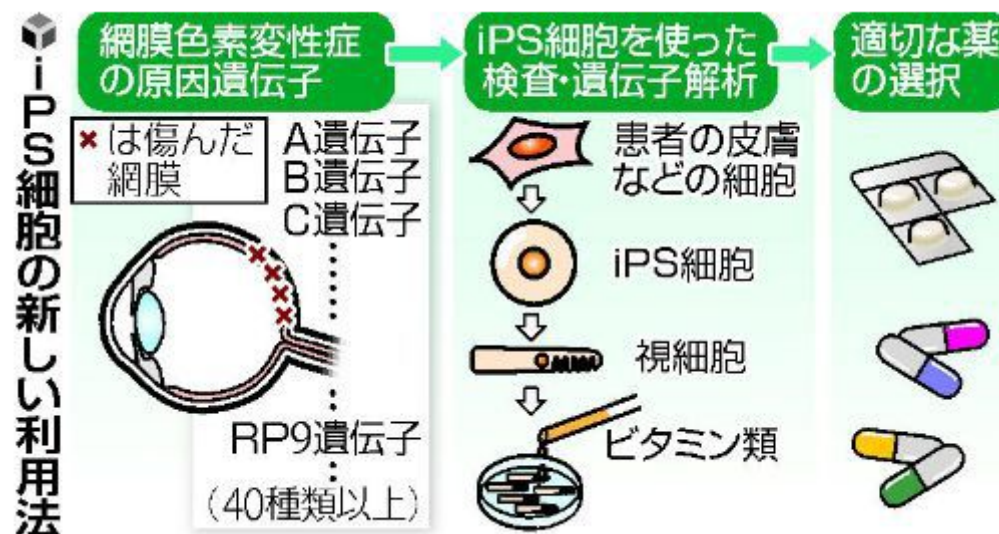 iPS細胞の新しい利用法
網膜色素変性症
の原因遺伝子
×は傷んだ
網膜
A遺伝子
B遺伝子
C遺伝子
RP9遺伝子
(40種類以上)
iPS細胞を使った
検査・遺伝子解析
患者の皮膚
などの細胞
iPS細胞
視細胞
ビタミン類
適切な薬
の選択